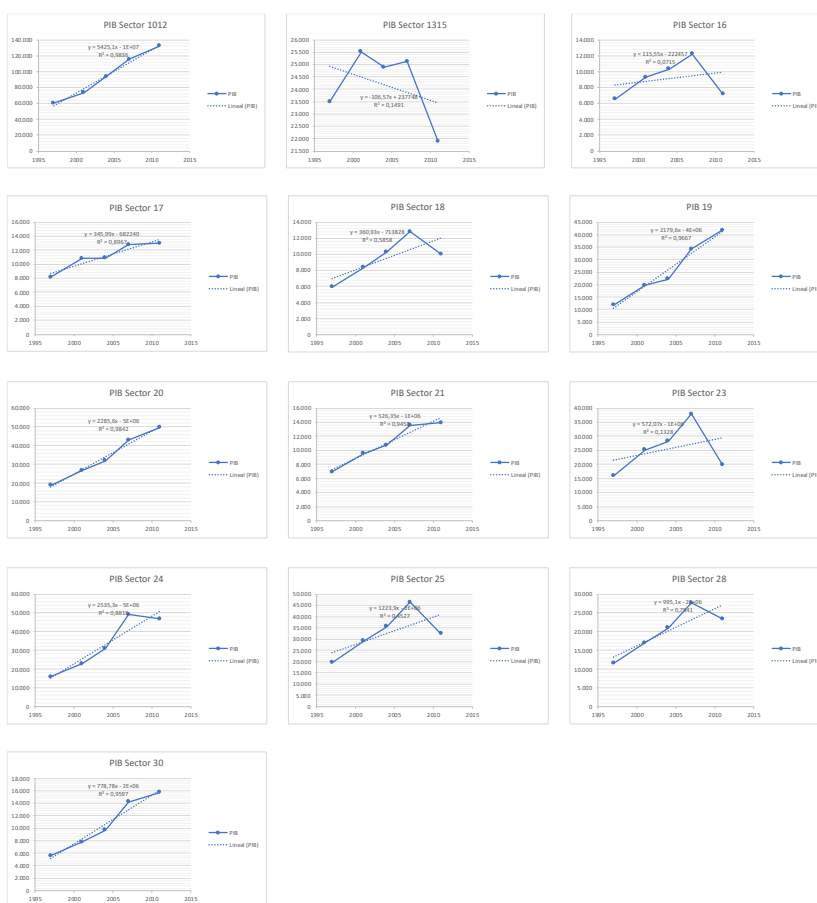 PIB Sector 1012
140.000
120.000
100.000
80.000
60.000
40.000
20.000
0
y = 5425,1x - 1E+07
R² = 0,9836
1995 2000 2005 2010 2015
PIB
Lineal (PIB)
PIB Sector 1315
26.000
25.500
25.000
24.500
24.000
23.500
23.000
22.500
22.000
21.500
y = -106,57x + 237748
R² = 0,1491
1995 2000 2005 2010 2015
PIB
Lineal (PIB)
PIB Sector 16
14.000
12.000
10.000
8.000
6.000
4.000
2.000
0
y = 115,55x - 222457
R² = 0,0715
1995 2000 2005 2010 2015
PIB
Lineal (PIB)
PIB Sector 17
16.000
14.000
12.000
10.000
8.000
6.000
4.000
2.000
0
y = 345,99x - 682240
R² = 0,8967
1995 2000 2005 2010 2015
PIB
Lineal (PIB)
PIB Sector 18
14.000
12.000
10.000
8.000
6.000
4.000
2.000
0
y = 360,93x - 713828
R² = 0,5858
1995 2000 2005 2010 2015
PIB
Lineal (PIB)
PIB 19
45.000
40.000
35.000
30.000
25.000
20.000
15.000
10.000
5.000
0
y = 2179,6x - 4E+06
R² = 0,9667
1995 2000 2005 2010 2015
PIB
Lineal (PIB)
PIB Sector 20
60.000
50.000
40.000
30.000
20.000
10.000
0
y = 2285,6x - 5E+06
R² = 0,9842
1995 2000 2005 2010 2015
PIB
Lineal (PIB)
PIB Sector 21
16.000
14.000
12.000
10.000
8.000
6.000
4.000
2.000
0
y = 526,35x - 1E+06
1995 2000 2005 2010 2015
PIB
Lineal (PIB)
PIB Sector 23
40.000
35.000
30.000
25.000
20.000
15.000
10.000
5.000
0
y = 572,07x - 1E+06
R² = 0,1328
1995 2000 2005 2010 2015
PIB
Lineal (PIB)
PIB Sector 24
60.000
50.000
40.000
30.000
20.000
10.000
0
y = 2535,3x - 5E+06
1995 2000 2005 2010 2015
PIB
Lineal (PIB)
PIB Sector 25
50.000
45.000
40.000
35.000
30.000
25.000
20.000
15.000
10.000
5.000
0
y = 1223,9x - 2E+06
R² = 0,4527
1995 2000 2005 2010 2015
PIB
Lineal (PIB)
PIB Sector 28
30.000
25.000
20.000
15.000
10.000
5.000
0
y = 995,1x - 2E+06
1995 2000 2005 2010 2015
PIB
Lineal (PIB)
PIB Sector 30
18.000
16.000
14.000
12.000
10.000
8.000
6.000
4.000
2.000
0
y = 778,78x - 2E+06
R² = 0,9597
1995 2000 2005 2010 2015
PIB
Lineal (PIB)